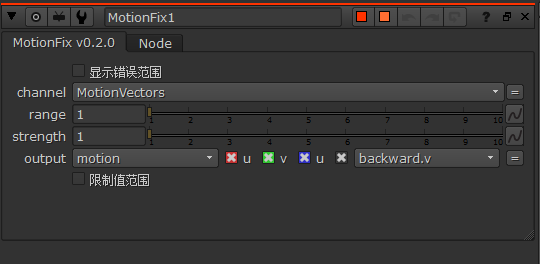 MotionFix1
MotionFix v0.2.0 Node
显示错误范围
channel MotionVectors =
range 1 1 2 3 4 5 6 7 8 9 10
strength 1 1 2 3 4 5 6 7 8 9 10
output motion u v u backward.v =
限制值范围